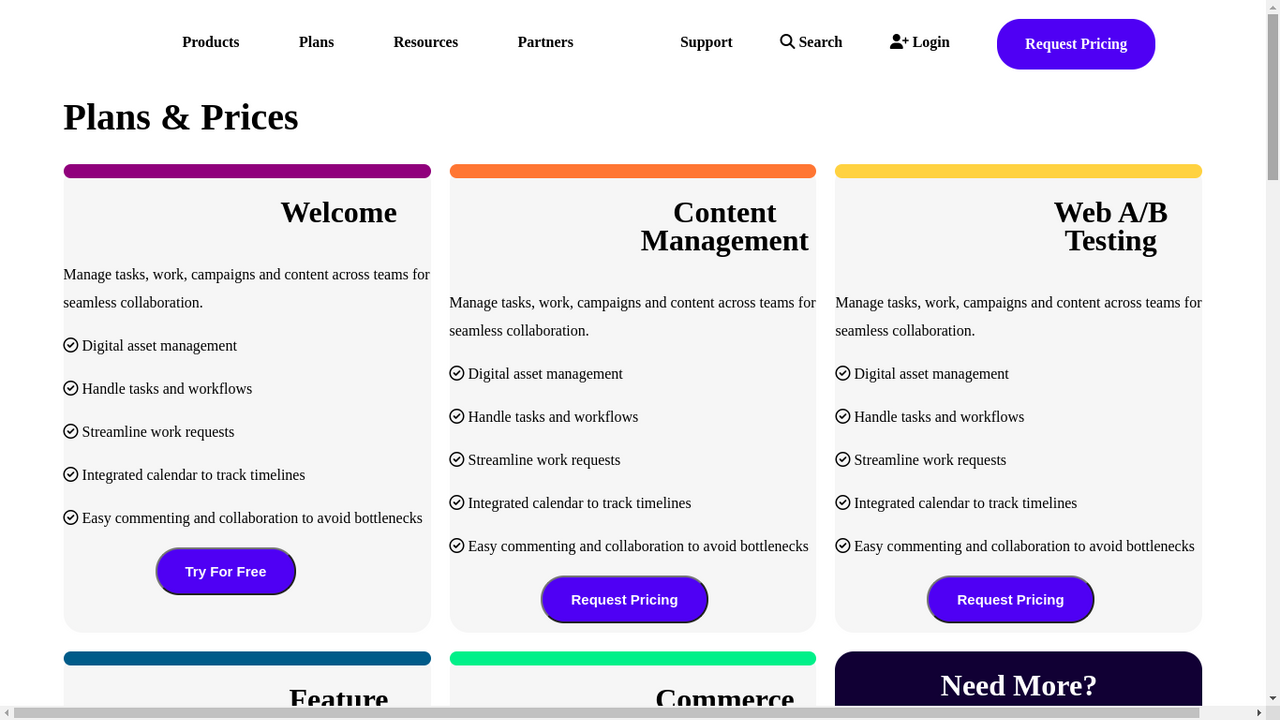 Products Plans Resources Partners Support Search Login Request Pricing
Plans & Prices
Welcome
Manage tasks, work, campaigns and content across teams for
seamless collaboration.
Digital asset management
Handle tasks and workflows
Streamline work requests
Integrated calendar to track timelines
Easy commenting and collaboration to avoid bottlenecks
Try For Free
Content
Management
Manage tasks, work, campaigns and content across teams for
seamless collaboration.
Digital asset management
Handle tasks and workflows
Streamline work requests
Integrated calendar to track timelines
Easy commenting and collaboration to avoid bottlenecks
Request Pricing
Web A/B
Testing
Manage tasks, work, campaigns and content across teams for
seamless collaboration.
Digital asset management
Handle tasks and workflows
Streamline work requests
Integrated calendar to track timelines
Easy commenting and collaboration to avoid bottlenecks
Request Pricing
Feature
Commerce
Need More?